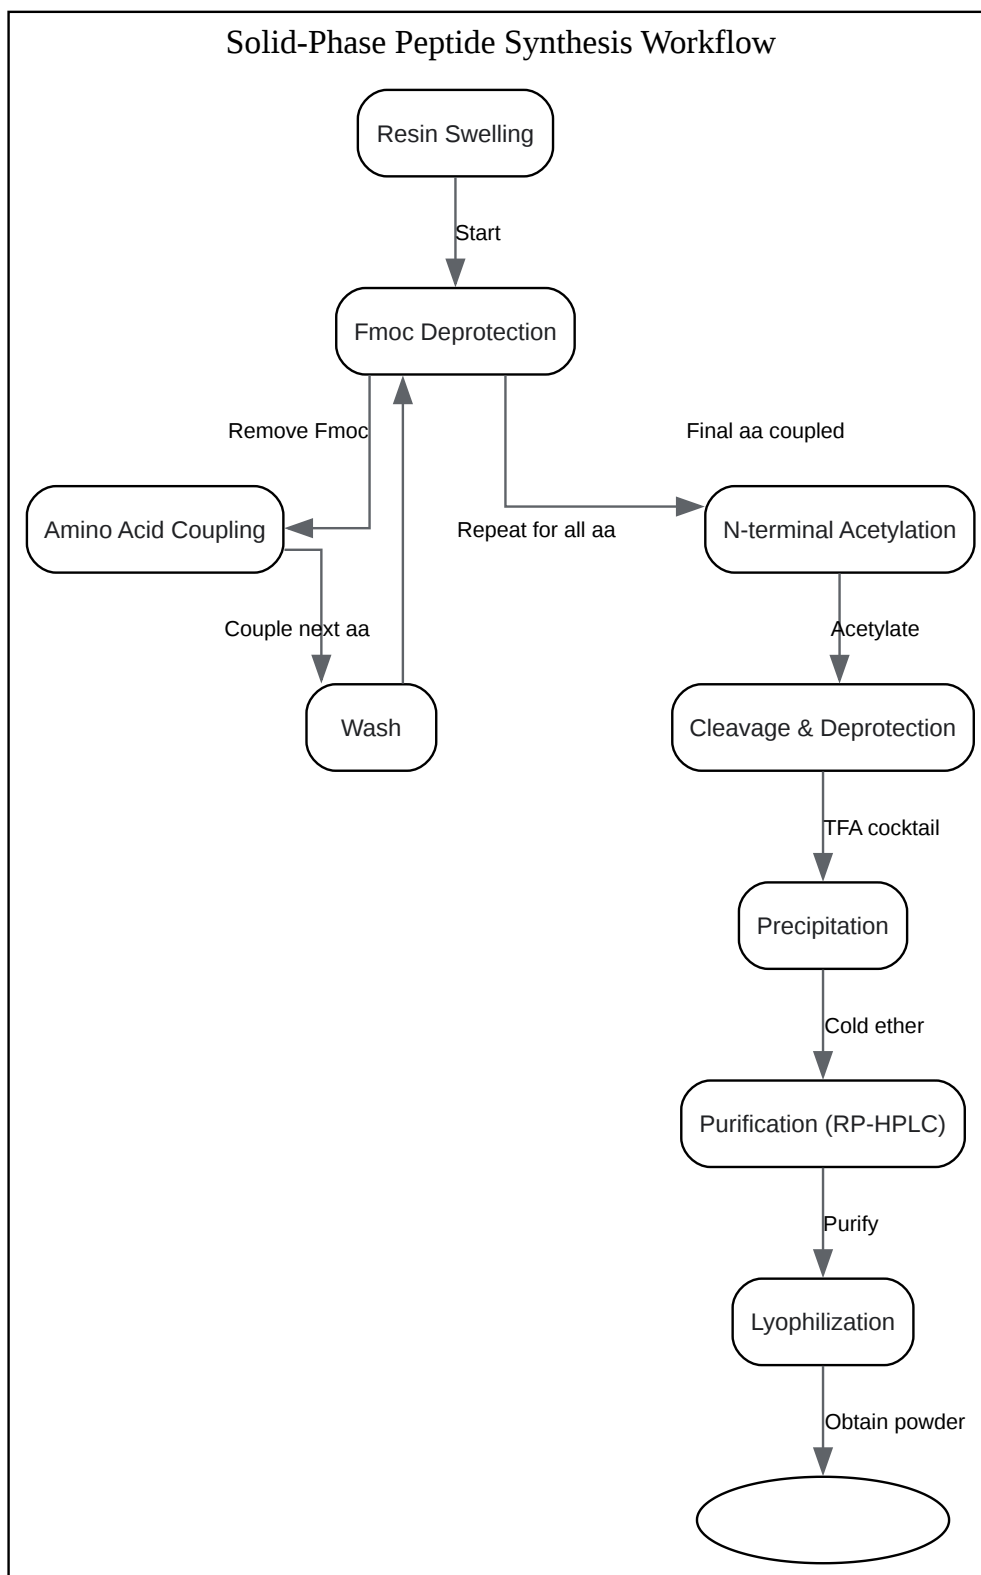 Solid-Phase Peptide Synthesis Workflow
Resin Swelling
Start
Fmoc Deprotection
Remove Fmoc
Final aa coupled
Amino Acid Coupling
Repeat for all aa
N-terminal Acetylation
Couple next aa
Acetylate
Wash
Cleavage & Deprotection
TFA cocktail
Precipitation
Cold ether
Purification (RP-HPLC)
Purify
Lyophilization
Obtain powder